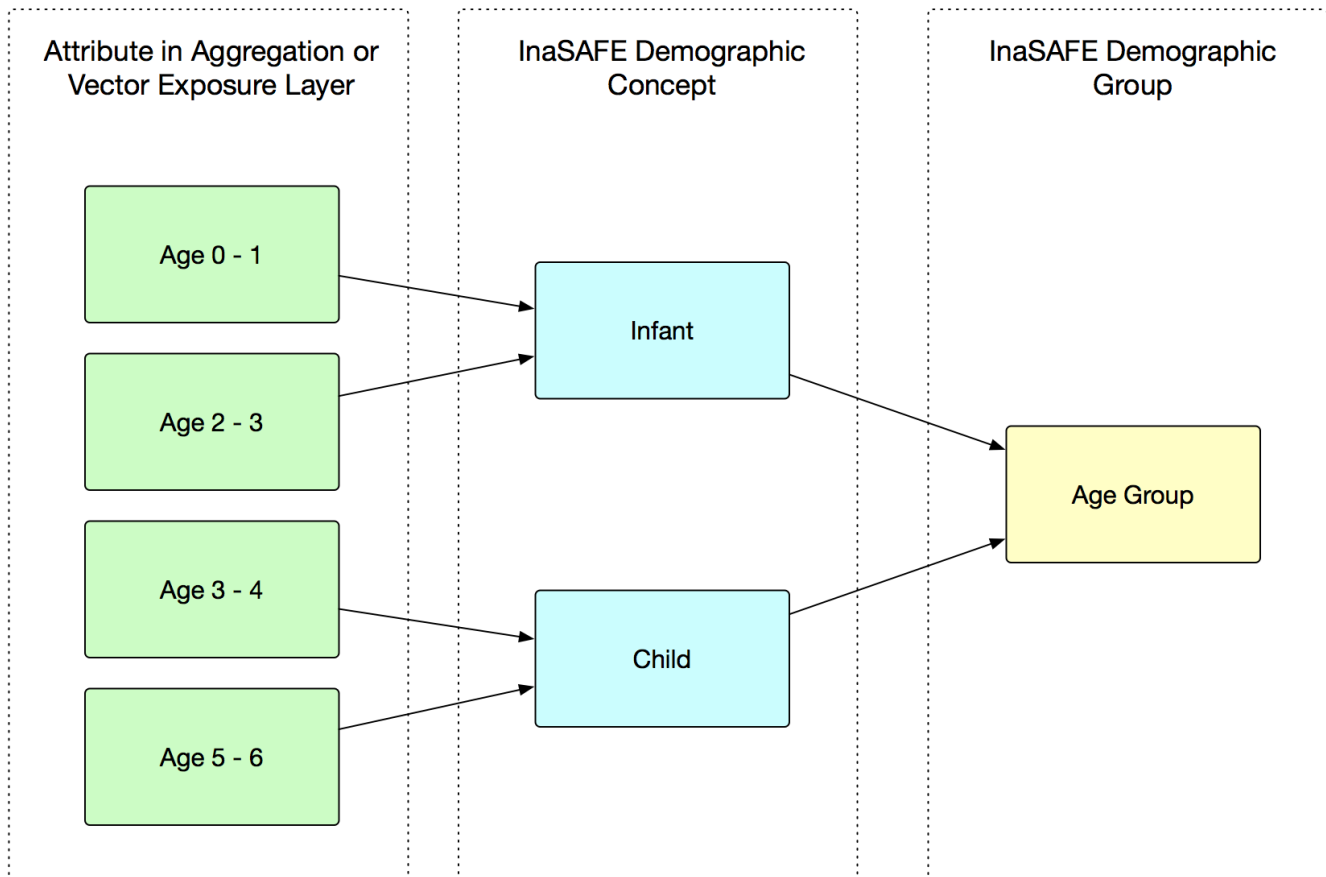 Attribute in Aggregation or
Vector Exposure Layer
InaSAFE Demographic
Concept
InaSAFE Demographic
Group
Age 0 - 1
Age 2 - 3
Age 3 - 4
Age 5 - 6
Infant
Child
Age Group